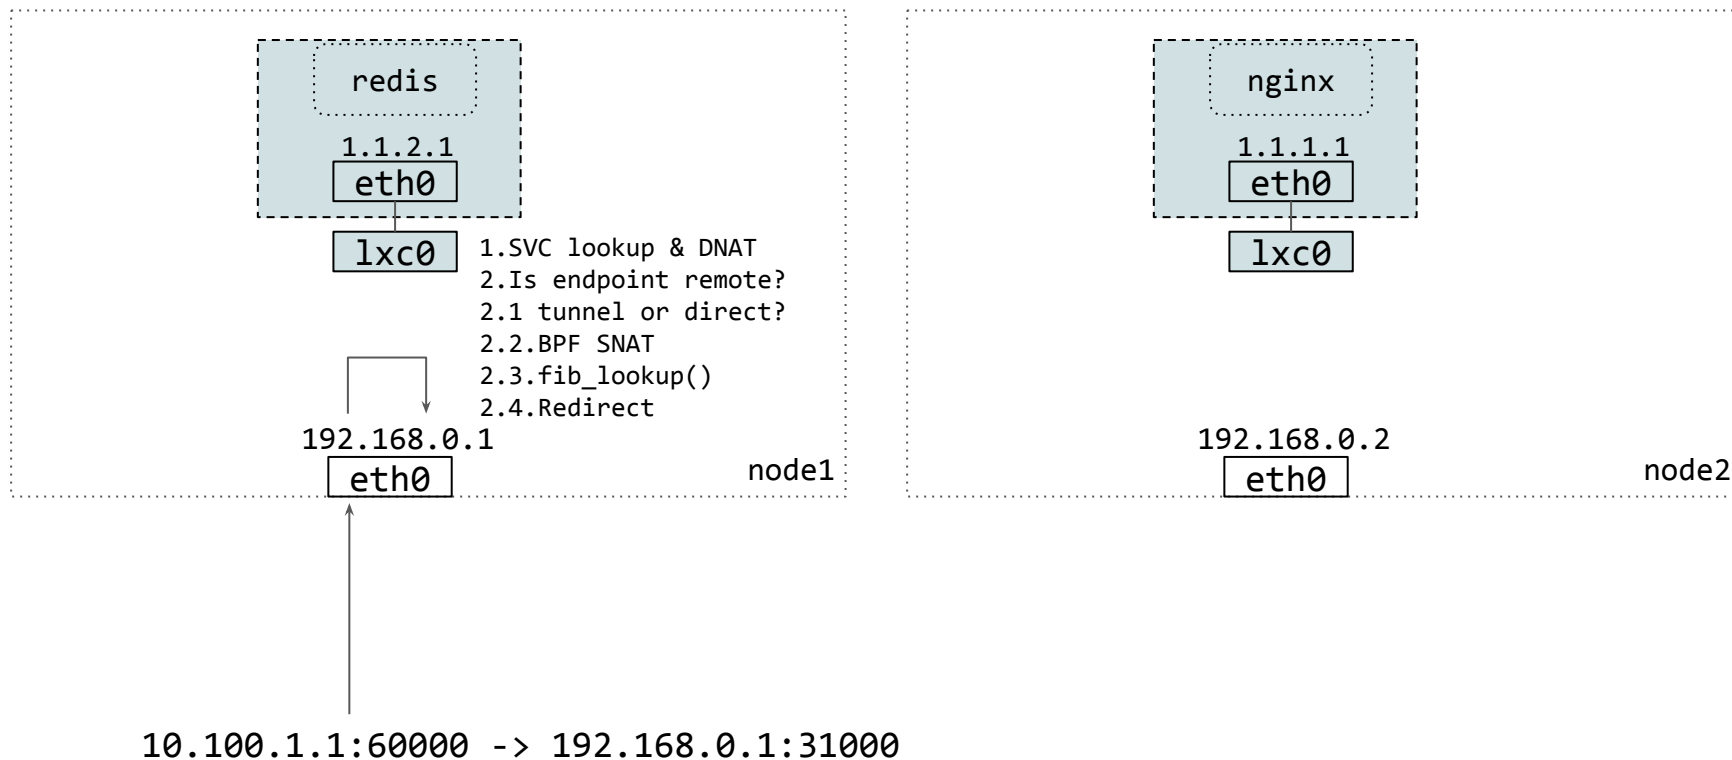 redis
1.1.2.1
eth0
lxc0
1.SVC lookup & DNAT
2.Is endpoint remote?
2.1 tunnel or direct?
2.2.BPF SNAT
2.3.fib_lookup()
2.4.Redirect
192.168.0.1
eth0
node1
nginx
1.1.1.1
eth0
lxc0
192.168.0.2
eth0
node2
10.100.1.1:60000 -> 192.168.0.1:31000